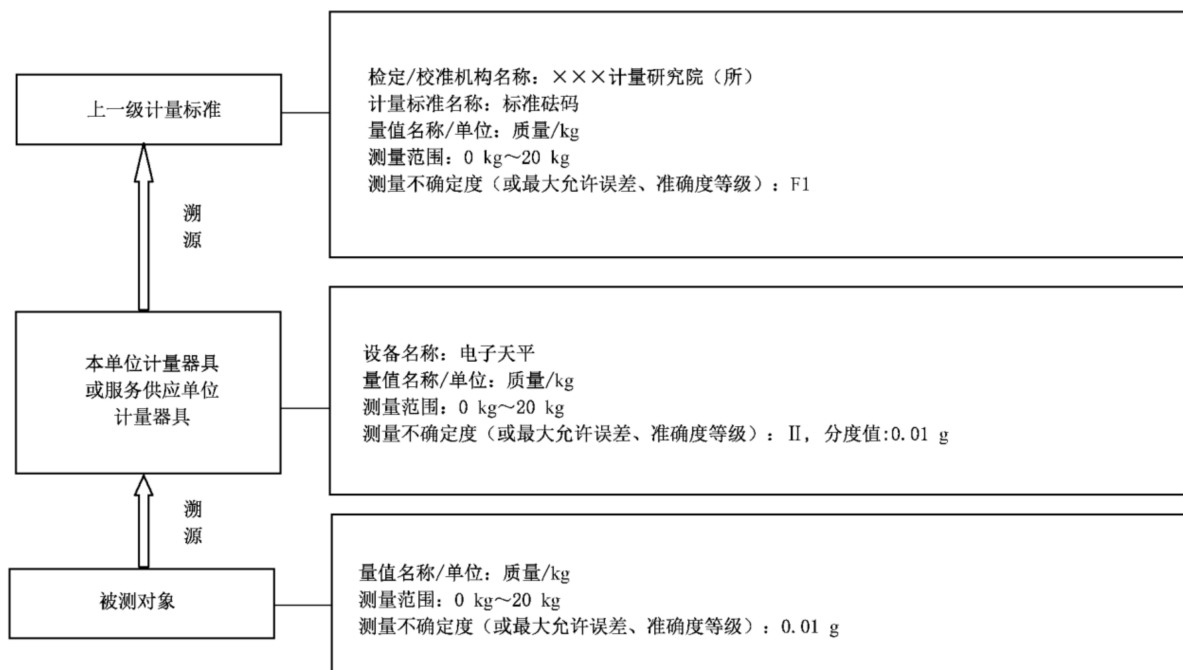 上一级计量标准
检定/校准机构名称：×××计量研究院（所）
计量标准名称：标准砝码
量值名称/单位：质量/kg
测量范围：0 kg～20 kg
测量不确定度（或最大允许误差、准确度等级）：F1
溯
源
本单位计量器具
或服务供应单位
计量器具
设备名称：电子天平
量值名称/单位：质量/kg
测量范围：0 kg～20 kg
测量不确定度（或最大允许误差、准确度等级）：Ⅱ，分度值:0.01 g
溯
源
被测对象
量值名称/单位：质量/kg
测量范围：0 kg～20 kg
测量不确定度（或最大允许误差、准确度等级）：0.01 g